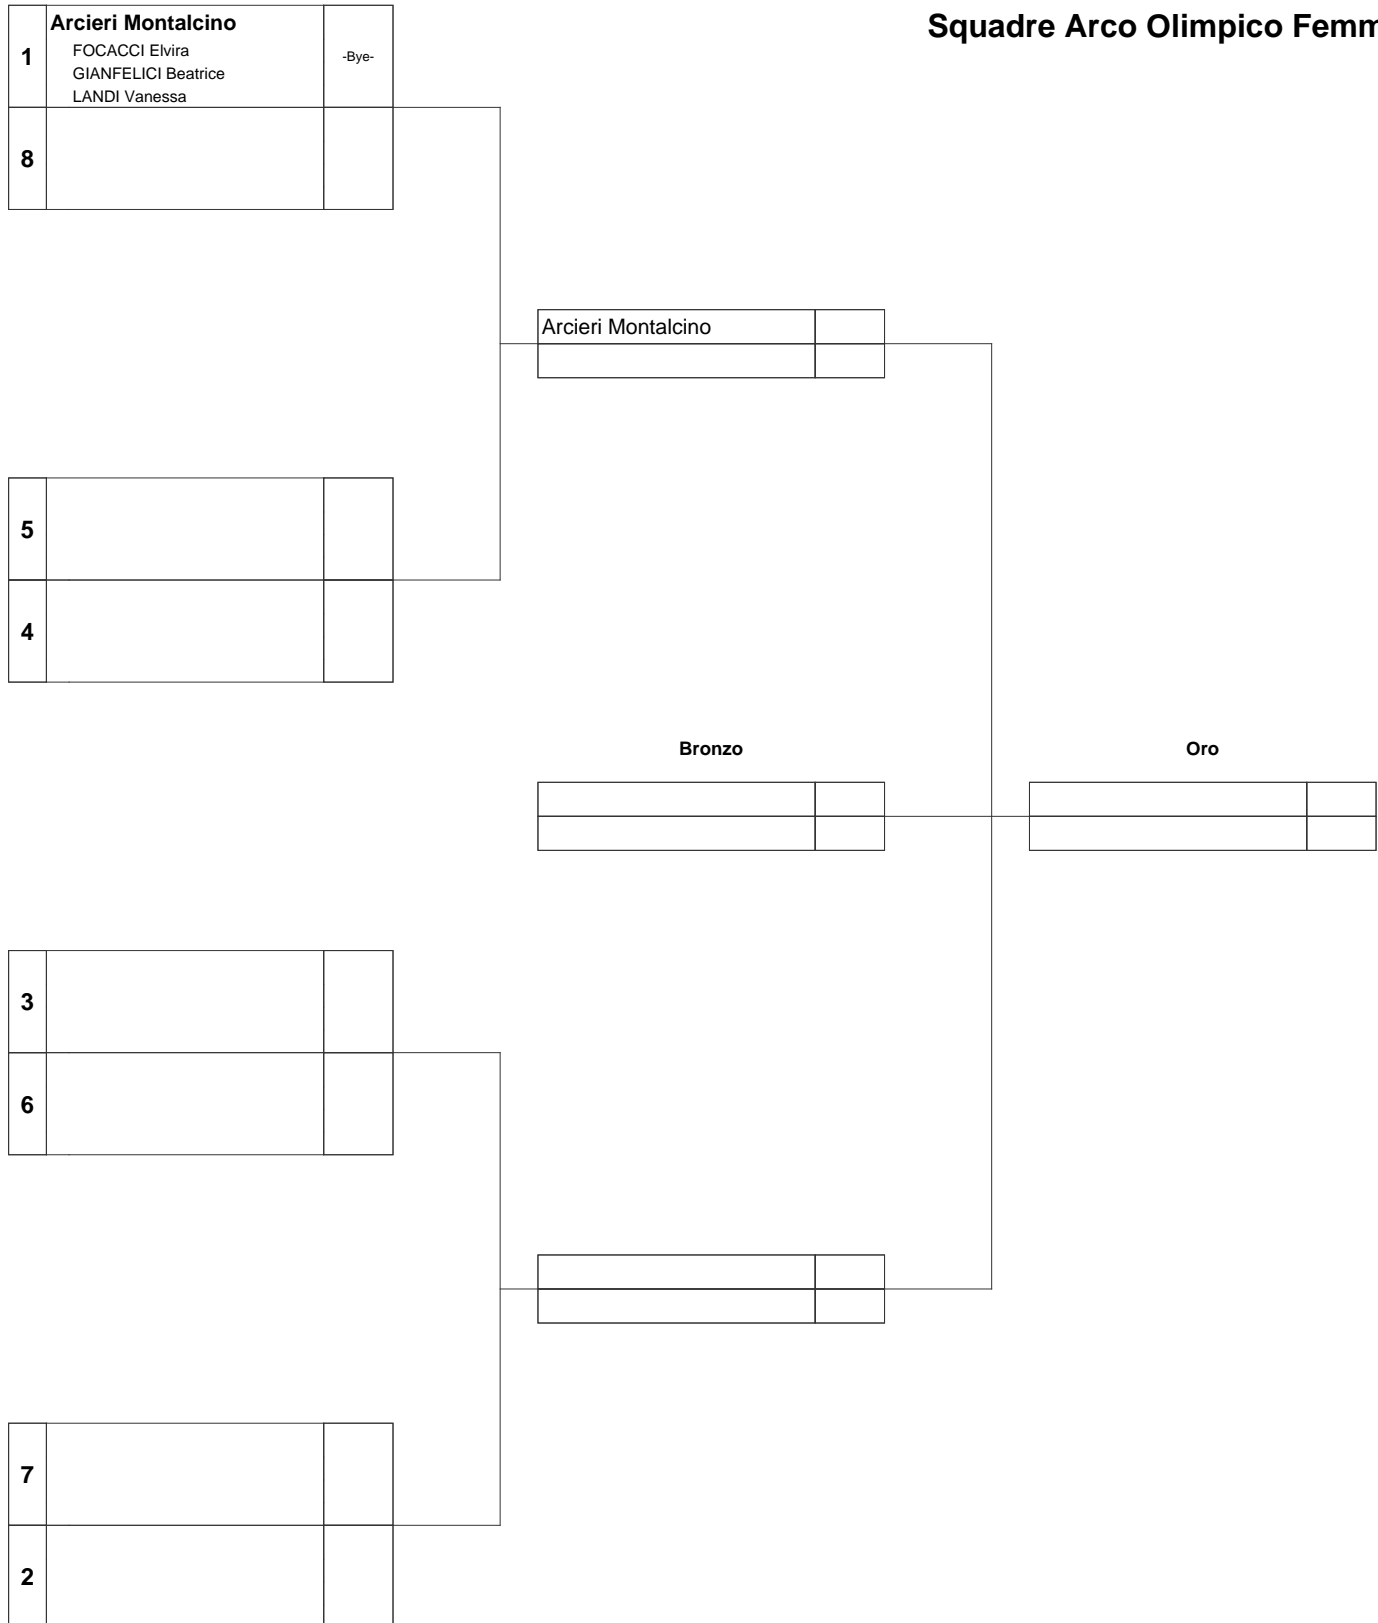 Squadre Arco Olimpico Femm
1
Arcieri Montalcino
FOCACCI Elvira
GIANFELICI Beatrice
LANDI Vanessa
-Bye-
8
Arcieri Montalcino
5
4
Bronzo
Oro
3
6
7
2